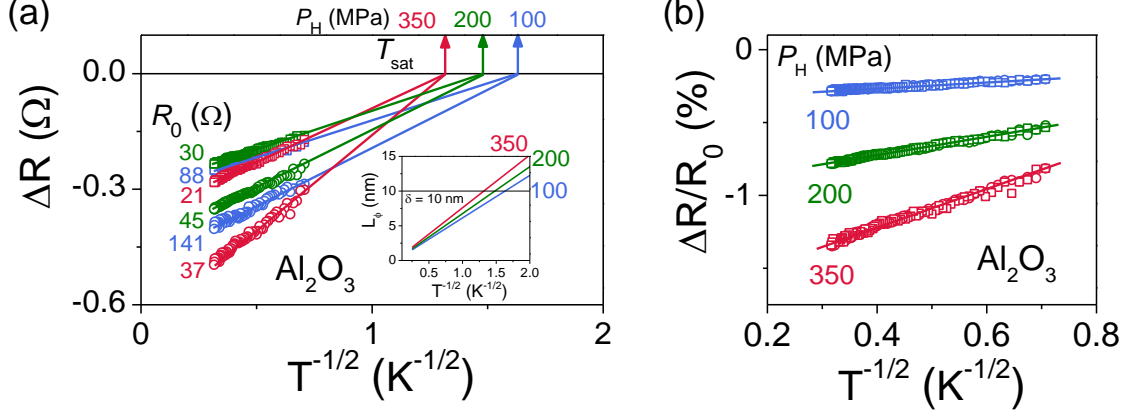 (a)
P_H (MPa) 350 200 100
T_sat
0.0
-0.3
-0.6
ΔR (Ω)
R_0 (Ω)
30
88
21
45
141
37
Al_2O_3
350
200
100
δ = 10 nm
L_ϕ (nm)
15
10
5
0
0.5 1.0 1.5 2.0
T^{-1/2} (K^{-1/2})
0 1 2
T^{-1/2} (K^{-1/2})
(b)
0
-1
ΔR/R_0 (%)
P_H (MPa)
100
200
350
Al_2O_3
0.2 0.4 0.6 0.8
T^{-1/2} (K^{-1/2})